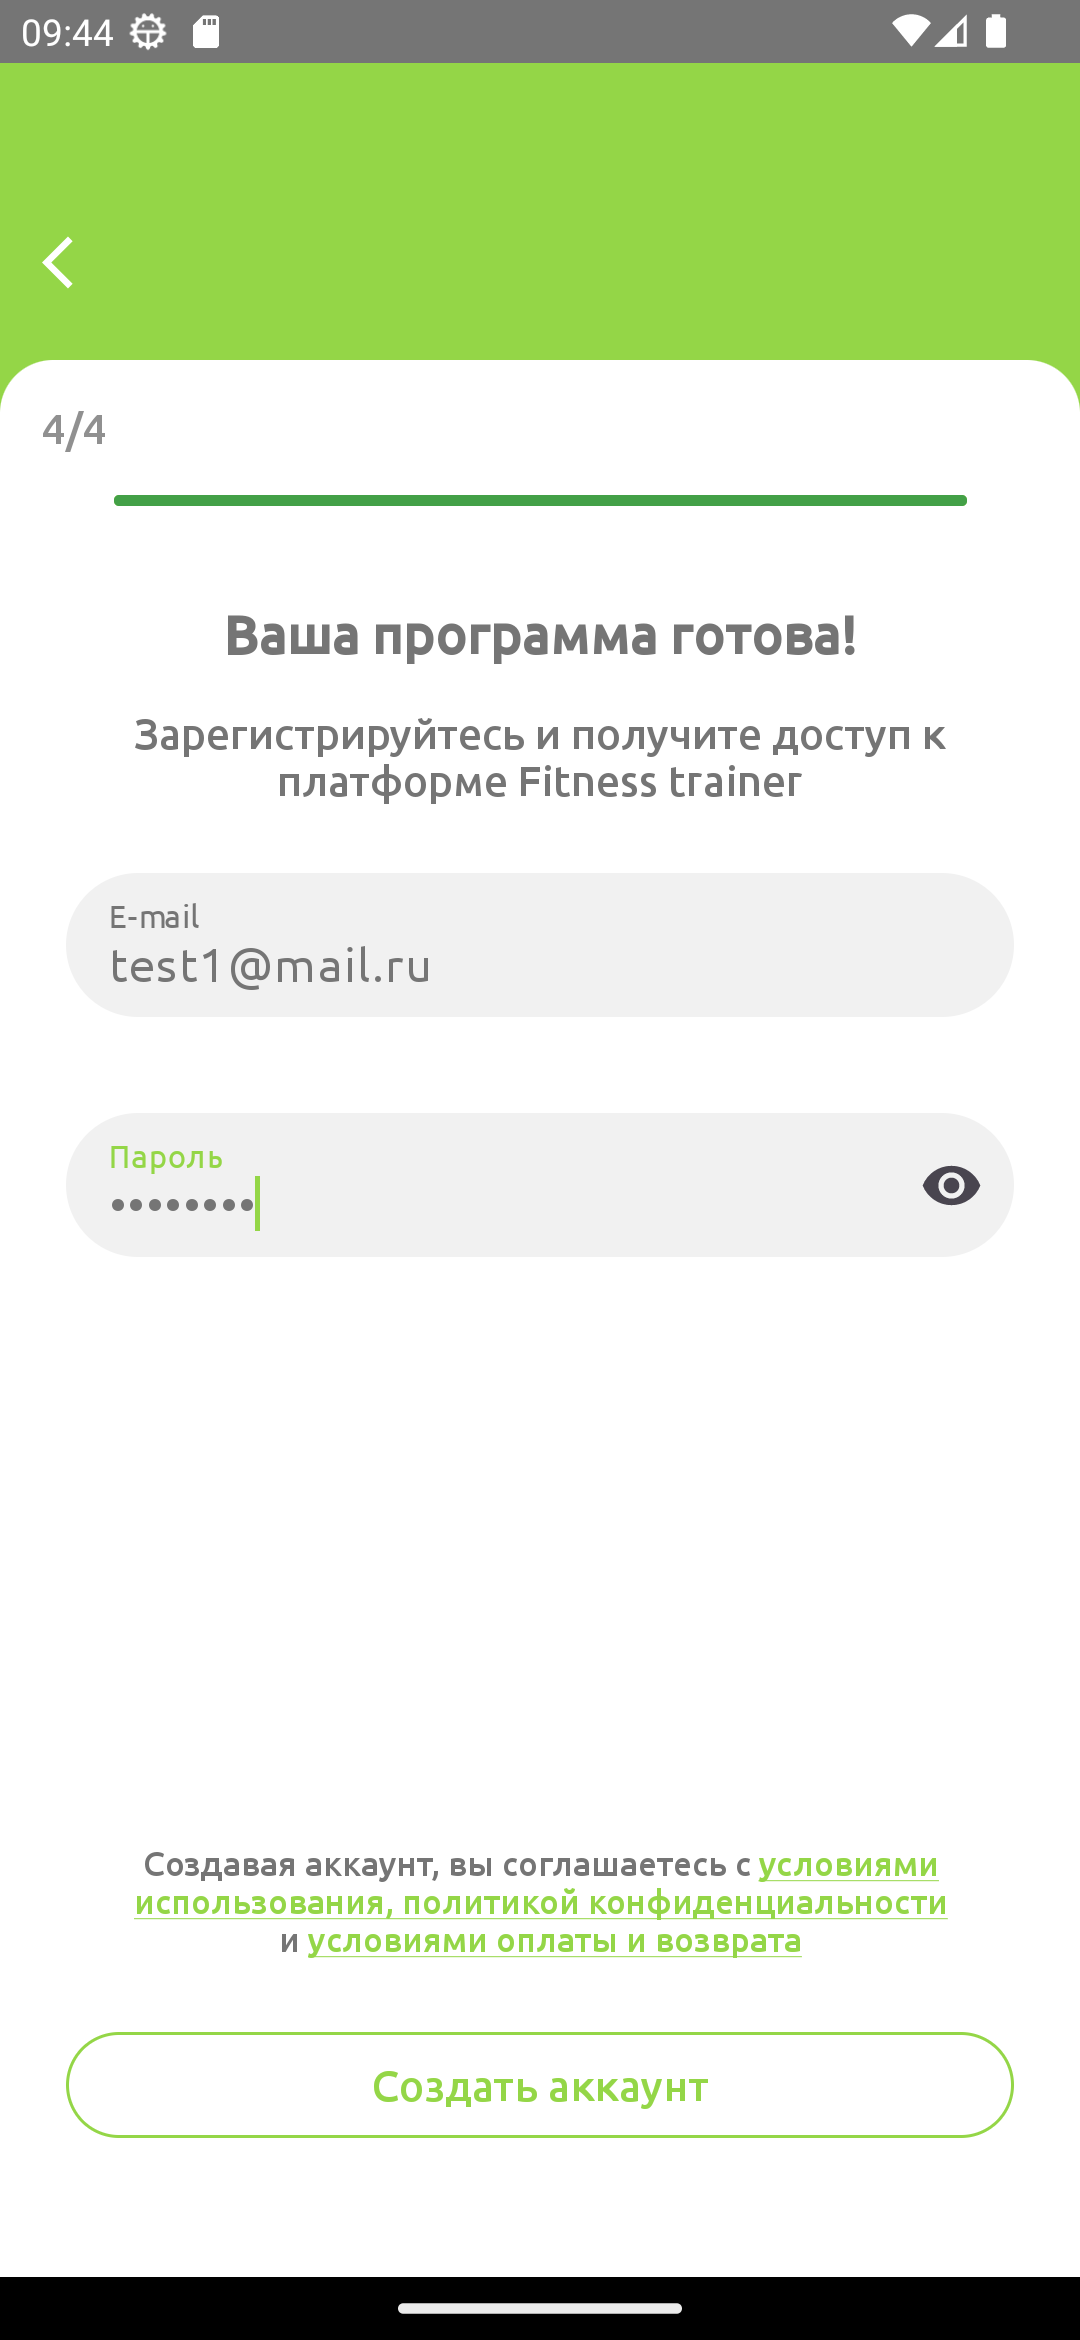 09:44
4/4
Ваша программа готова!
Зарегистрируйтесь и получите доступ к
платформе Fitness trainer
E-mail
test1@mail.ru
Пароль
••••••••
Создавая аккаунт, вы соглашаетесь с условиями
использования, политикой конфиденциальности
и условиями оплаты и возврата
Создать аккаунт